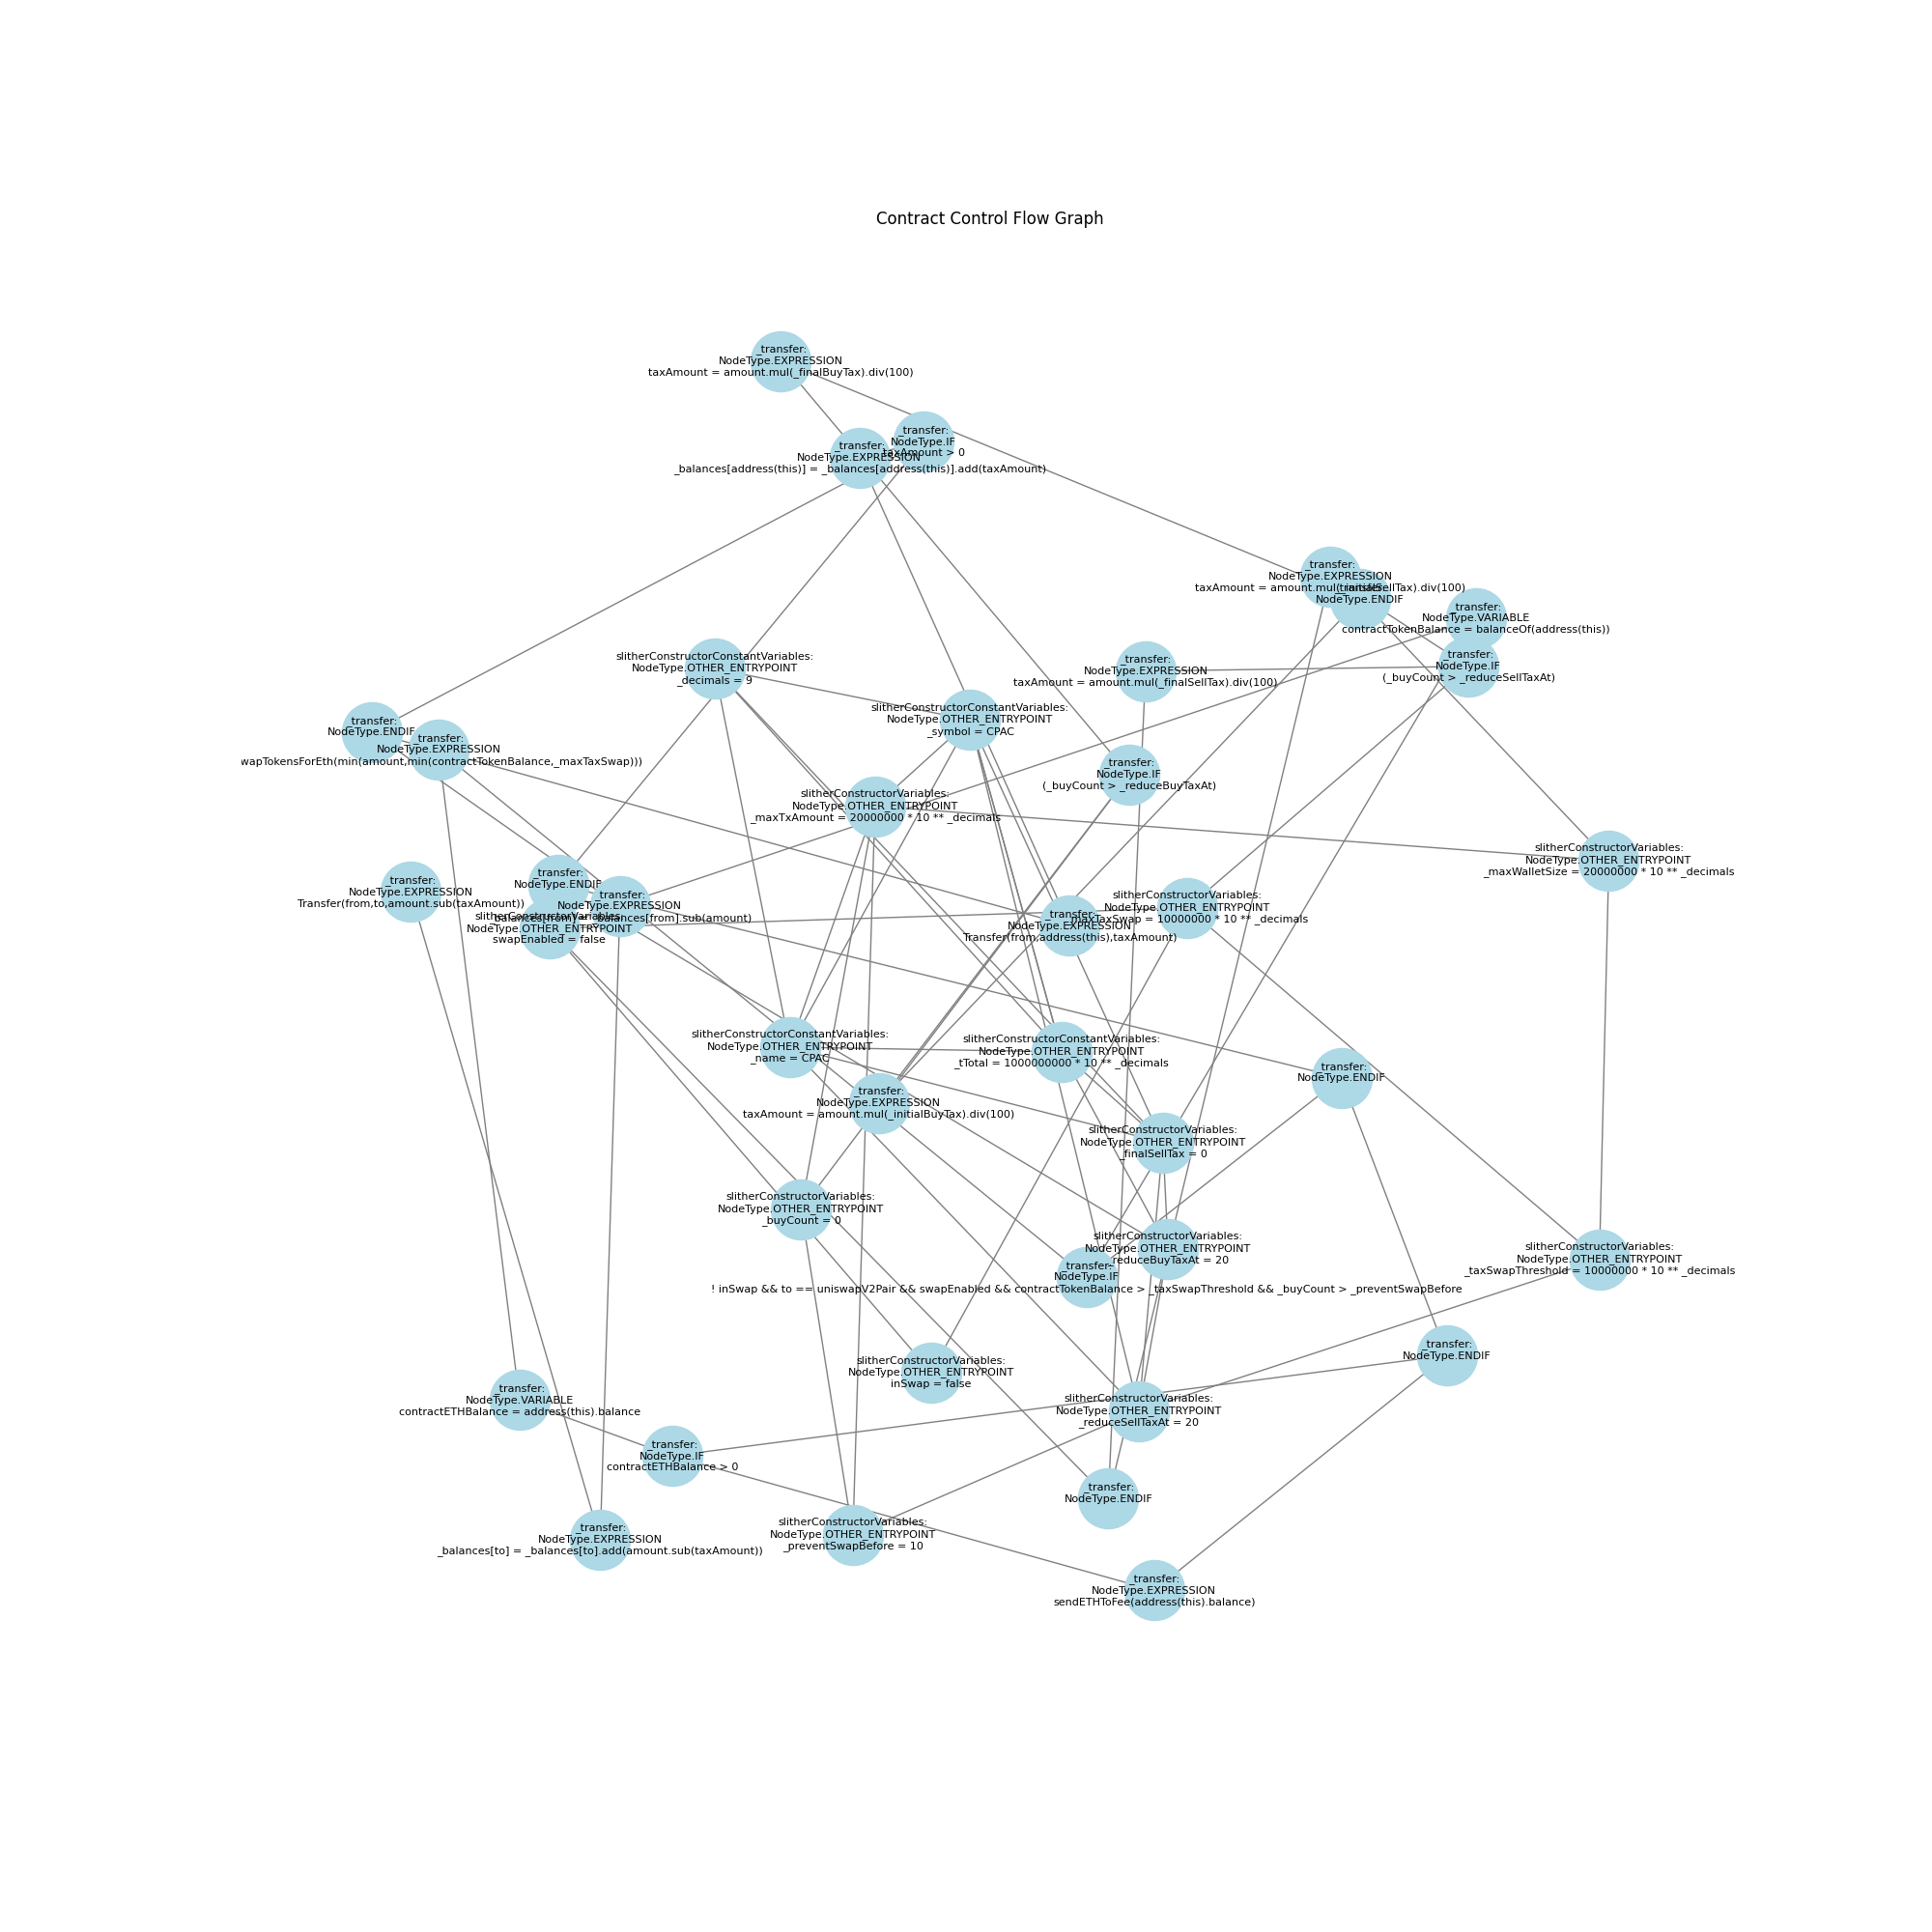 Contract Control Flow Graph
_transfer:
NodeType.EXPRESSION
taxAmount = amount.mul(_finalBuyTax).div(100)
_transfer:
NodeType.IF
taxAmount > 0
_transfer:
NodeType.EXPRESSION
_balances[address(this)] = _balances[address(this)].add(taxAmount)
_transfer:
NodeType.EXPRESSION
taxAmount = amount.mul(_initialSellTax).div(100)
_transfer:
NodeType.ENDIF
_transfer:
NodeType.VARIABLE
contractTokenBalance = balanceOf(address(this))
_transfer:
NodeType.IF
(_buyCount > _reduceSellTaxAt)
slitherConstructorConstantVariables:
NodeType.OTHER_ENTRYPOINT
_decimals = 9
_transfer:
NodeType.EXPRESSION
taxAmount = amount.mul(_finalSellTax).div(100)
slitherConstructorConstantVariables:
NodeType.OTHER_ENTRYPOINT
_symbol = CPAC
_transfer:
NodeType.ENDIF
_transfer:
NodeType.EXPRESSION
wapTokensForEth(min(amount,min(contractTokenBalance,_maxTaxSwap)))
_transfer:
NodeType.IF
(_buyCount > _reduceBuyTaxAt)
slitherConstructorVariables:
NodeType.OTHER_ENTRYPOINT
_maxTxAmount = 20000000 * 10 ** _decimals
slitherConstructorVariables:
NodeType.OTHER_ENTRYPOINT
_maxWalletSize = 20000000 * 10 ** _decimals
_transfer:
NodeType.EXPRESSION
Transfer(from,to,amount.sub(taxAmount))
_transfer:
NodeType.ENDIF
_transfer:
NodeType.EXPRESSION
_balances[from] = _balances[from].sub(amount)
slitherConstructorVariables:
NodeType.OTHER_ENTRYPOINT
swapEnabled = false
slitherConstructorVariables:
NodeType.OTHER_ENTRYPOINT
_maxTaxSwap = 10000000 * 10 ** _decimals
_transfer:
NodeType.EXPRESSION
Transfer(from,address(this),taxAmount)
slitherConstructorConstantVariables:
NodeType.OTHER_ENTRYPOINT
_name = CPAC
slitherConstructorConstantVariables:
NodeType.OTHER_ENTRYPOINT
_tTotal = 1000000000 * 10 ** _decimals
_transfer:
NodeType.ENDIF
_transfer:
NodeType.EXPRESSION
taxAmount = amount.mul(_initialBuyTax).div(100)
slitherConstructorVariables:
NodeType.OTHER_ENTRYPOINT
_finalSellTax = 0
slitherConstructorVariables:
NodeType.OTHER_ENTRYPOINT
_buyCount = 0
slitherConstructorVariables:
NodeType.OTHER_ENTRYPOINT
_reduceBuyTaxAt = 20
slitherConstructorVariables:
NodeType.OTHER_ENTRYPOINT
_taxSwapThreshold = 10000000 * 10 ** _decimals
_transfer:
NodeType.IF
! inSwap && to == uniswapV2Pair && swapEnabled && contractTokenBalance > _taxSwapThreshold && _buyCount > _preventSwapBefore
_transfer:
NodeType.ENDIF
slitherConstructorVariables:
NodeType.OTHER_ENTRYPOINT
inSwap = false
_transfer:
NodeType.VARIABLE
contractETHBalance = address(this).balance
slitherConstructorVariables:
NodeType.OTHER_ENTRYPOINT
_reduceSellTaxAt = 20
_transfer:
NodeType.IF
contractETHBalance > 0
_transfer:
NodeType.ENDIF
slitherConstructorVariables:
NodeType.OTHER_ENTRYPOINT
_preventSwapBefore = 10
_transfer:
NodeType.EXPRESSION
_balances[to] = _balances[to].add(amount.sub(taxAmount))
_transfer:
NodeType.EXPRESSION
sendETHToFee(address(this).balance)